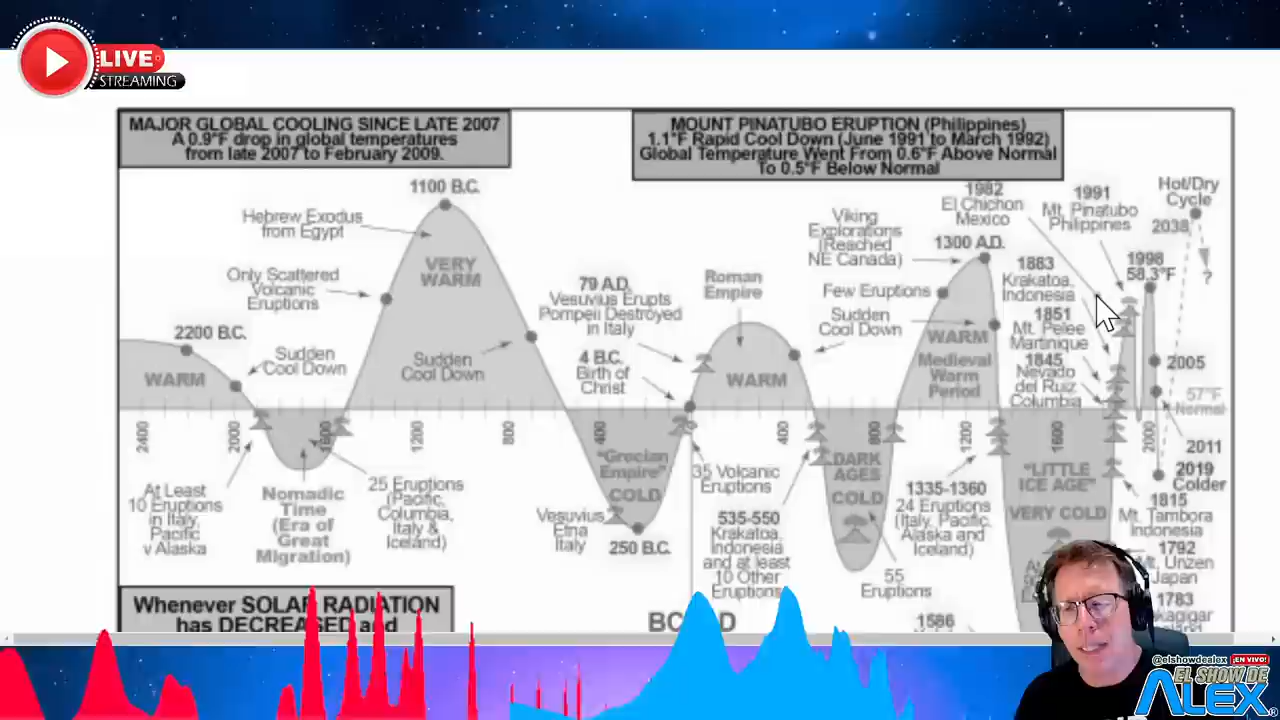 LIVE
STREAMING
MAJOR GLOBAL COOLING SINCE LATE 2007
A 0.9°F drop in global temperatures
from late 2007 to February 2009.
MOUNT PINATUBO ERUPTION (Philippines)
1.1°F Rapid Cool Down (June 1991 to March 1992)
Global Temperature Went From 0.6°F Above Normal
To 0.5°F Below Normal
1100 B.C.
Hebrew Exodus
from Egypt
VERY
WARM
Only Scattered
Volcanic
Eruptions
2200 B.C.
Sudden
Cool Down
WARM
Sudden
Cool Down
79 A.D.
Vesuvius Erupts
Pompeii Destroyed
in Italy
4 B.C.
Birth of
Christ
Roman
Empire
WARM
Viking
Explorations
(Reached
NE Canada)
Few Eruptions
Sudden
Cool Down
1982
El Chichon
Mexico
1300 A.D.
WARM
Medieval
Warm
Period
1991
Mt. Pinatubo
Philippines
1883
Krakatoa,
Indonesia
1851
Mt. Pelee
Martinique
1845
Nevado
del Ruiz
Columbia
Hot/Dry
Cycle
2038
?
1998
58.3°F
2005
57°F
Normal
2011
2019
Colder
2400
2000
1600
1200
800
400
400
800
1200
1600
2000
At Least
10 Eruptions
in Italy,
Pacific
v Alaska
Nomadic
Time
(Era of
Great
Migration)
25 Eruptions
(Pacific,
Columbia,
Italy &
Iceland)
"Grecian
Empire"
COLD
Vesuvius
Etna
Italy
250 B.C.
35 Volcanic
Eruptions
535-550
Krakatoa,
Indonesia
and at least
10 Other
Eruptions
DARK
AGES
COLD
55
Eruptions
1335-1360
24 Eruptions
(Italy, Pacific,
Alaska and
Iceland)
1586
"LITTLE
ICE AGE"
VERY COLD
1815
Mt. Tambora
Indonesia
1792
Mt. Unzen
Japan
1783
Whenever SOLAR RADIATION
has DECREASED and
@elshowdealex ¡EN VIVO!
EL SHOW DE
ALEX